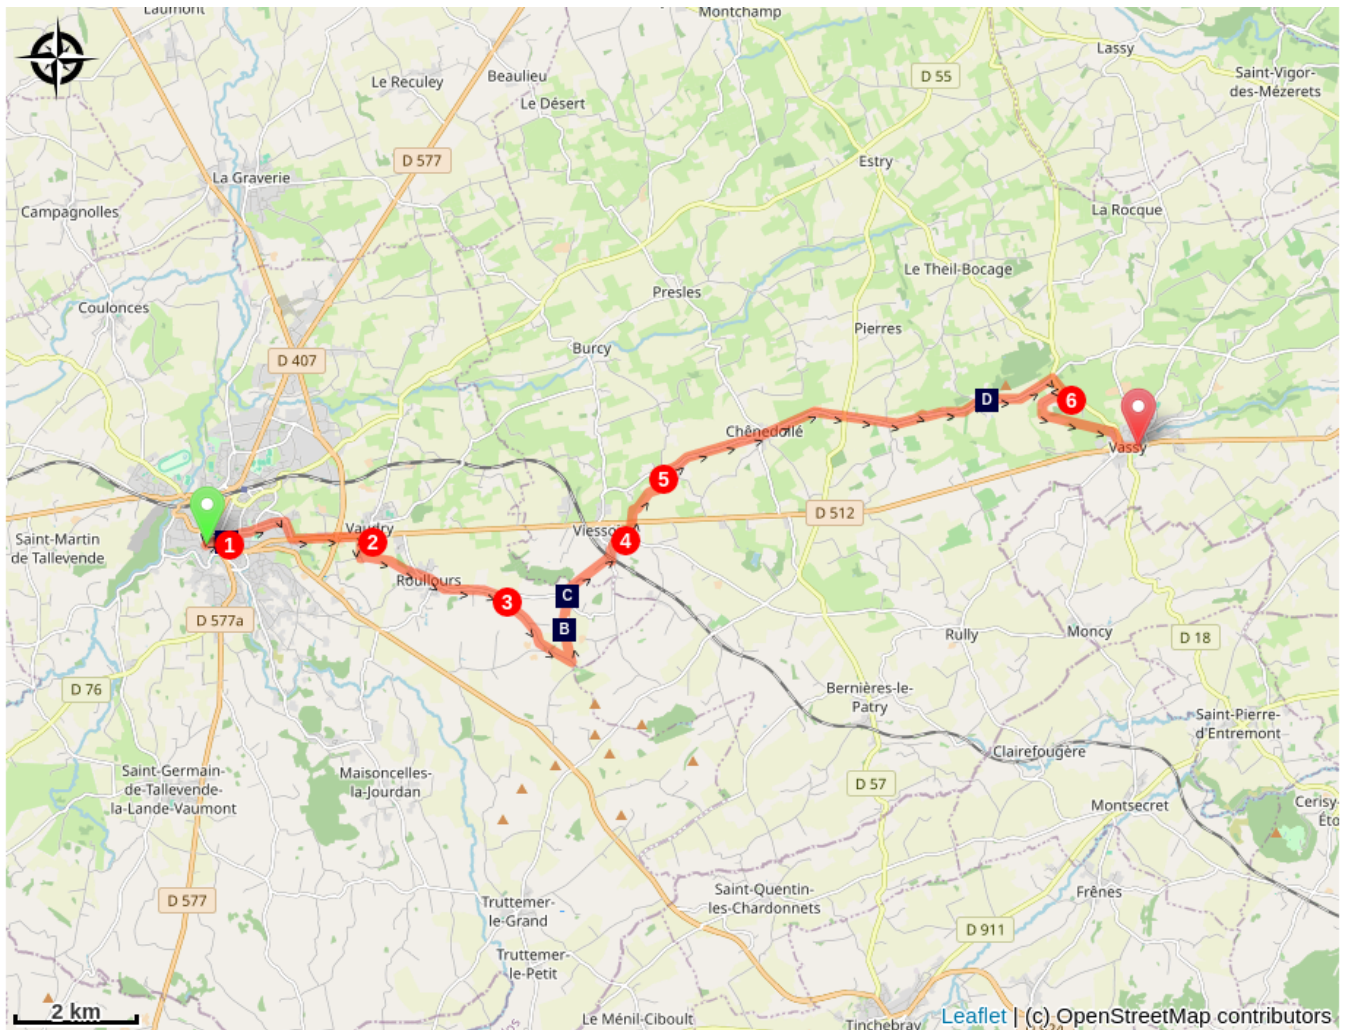 Laumont
Montchamp
Lassy
Le Reculey
Beaulieu
D 55
Saint-Vigor-
des-Mézerets
Le Désert
D 577
Estry
La Graverie
Campagnolles
La Rocque
Le Theil-Bocage
Presles
Coulonces
Pierres
Burcy
D 407
D
6
Chênedollé
Vassy
5
D 512
Vaudry
Saint-Martin
de Tallevende
1
2
4
Roullours
3
C
B
D 577a
Rully
Moncy
D 18
D 76
Bernières-le-
Patry
Saint-Pierre-
d'Entremont
Clairefougère
Saint-Germain-
de-Tallevende-
la-Lande-Vaumont
Maisoncelles-
la-Jourdan
D 57
Montsecret
Cerisy-
D 577
Saint-Quentin-
les-Chardonnets
Frênes
Truttemer-
le-Grand
D 911
Truttemer-
le-Petit
2 km
Le Ménil-Ciboult
Tinchebray
Leaflet | (c) OpenStreetMap contributors